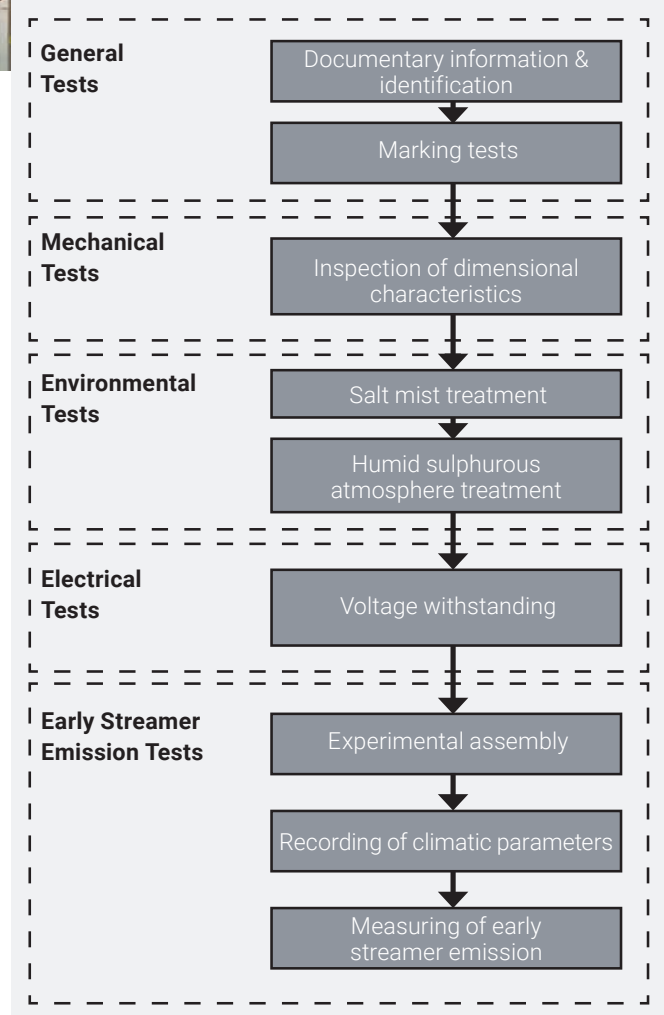 General
Tests
Documentary information &
identification
Marking tests
Mechanical
Tests
Inspection of dimensional
characteristics
Environmental
Tests
Salt mist treatment
Humid sulphurous
atmosphere treatment
Electrical
Tests
Voltage withstanding
Early Streamer
Emission Tests
Experimental assembly
Recording of climatic parameters
Measuring of early
streamer emission